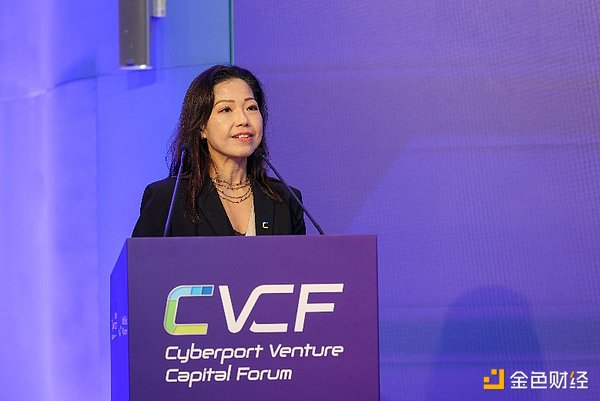 CVCF
Cyberport Venture
Capital Forum
金色财经